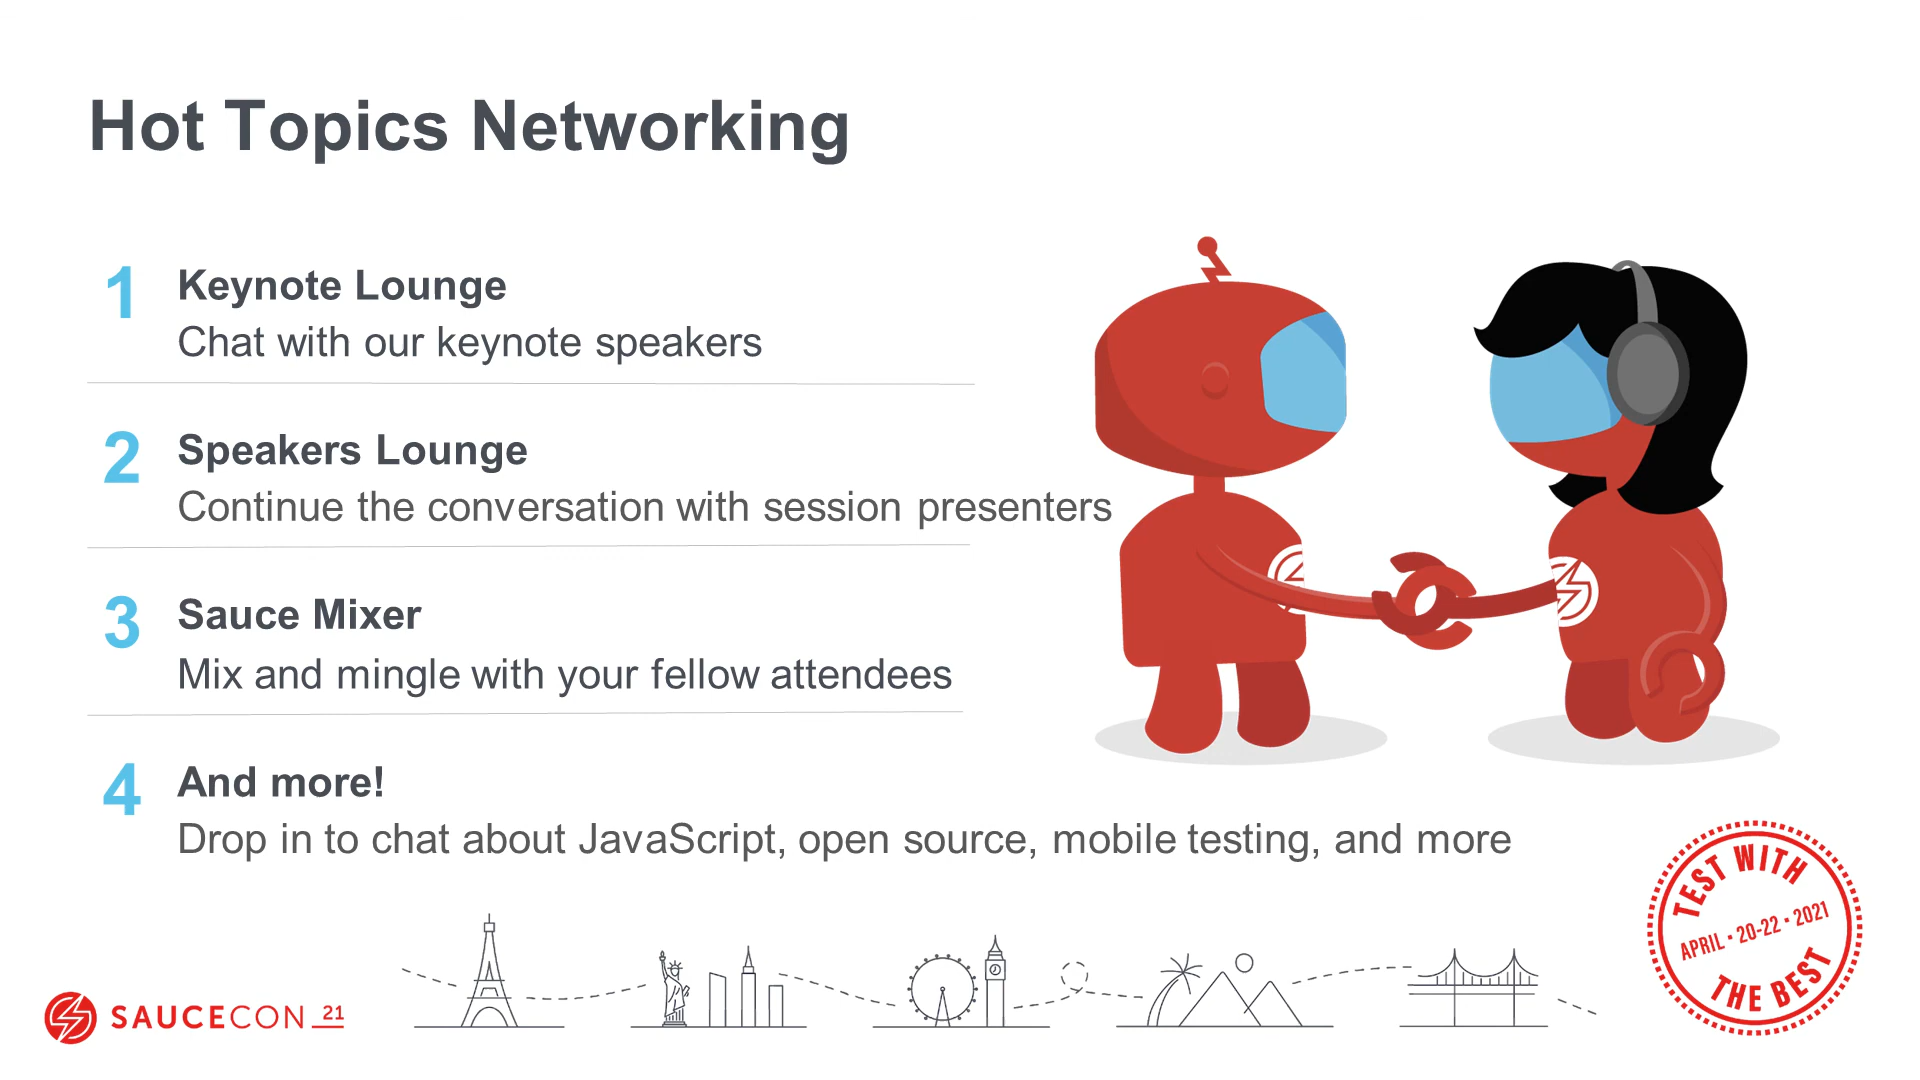 Hot Topics Networking
1
Keynote Lounge
Chat with our keynote speakers
2
Speakers Lounge
Continue the conversation with session presenters
3
Sauce Mixer
Mix and mingle with your fellow attendees
4
And more!
Drop in to chat about JavaScript, open source, mobile testing, and more
SAUCECON 21
TEST WITH
APRIL • 20-22 • 2021
THE BEST